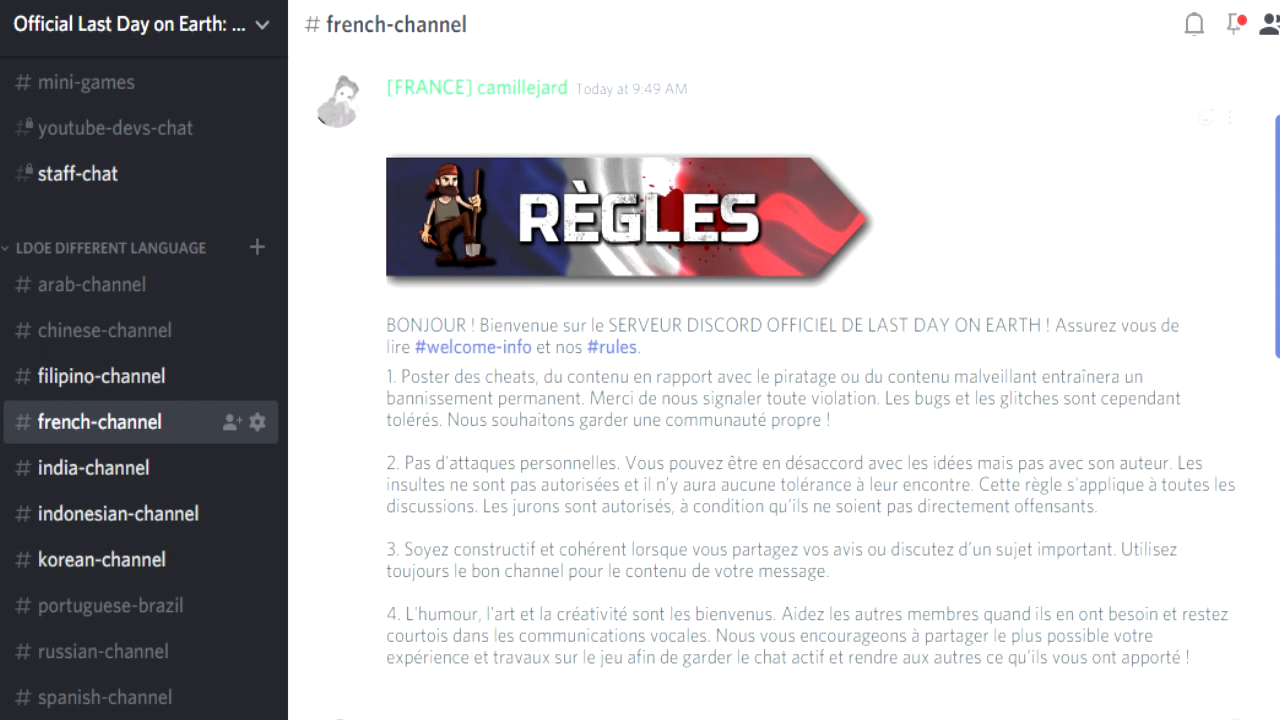 Official Last Day on Earth: ...
# mini-games
# youtube-devs-chat
# staff-chat
LDOE DIFFERENT LANGUAGE +
# arab-channel
# chinese-channel
# filipino-channel
# french-channel
# india-channel
# indonesian-channel
# korean-channel
# portuguese-brazil
# russian-channel
# spanish-channel
# french-channel
[FRANCE] camillejard Today at 9:49 AM
RÈGLES
BONJOUR ! Bienvenue sur le SERVEUR DISCORD OFFICIEL DE LAST DAY ON EARTH ! Assurez vous de
lire #welcome-info et nos #rules.
1. Poster des cheats, du contenu en rapport avec le piratage ou du contenu malveillant entraînera un
bannissement permanent. Merci de nous signaler toute violation. Les bugs et les glitches sont cependant
tolérés. Nous souhaitons garder une communauté propre !
2. Pas d'attaques personnelles. Vous pouvez être en désaccord avec les idées mais pas avec son auteur. Les
insultes ne sont pas autorisées et il n'y aura aucune tolérance à leur encontre. Cette règle s'applique à toutes les
discussions. Les jurons sont autorisés, à condition qu'ils ne soient pas directement offensants.
3. Soyez constructif et cohérent lorsque vous partagez vos avis ou discutez d'un sujet important. Utilisez
toujours le bon channel pour le contenu de votre message.
4. L'humour, l'art et la créativité sont les bienvenus. Aidez les autres membres quand ils en ont besoin et restez
courtois dans les communications vocales. Nous vous encourageons à partager le plus possible votre
expérience et travaux sur le jeu afin de garder le chat actif et rendre aux autres ce qu'ils vous ont apporté !